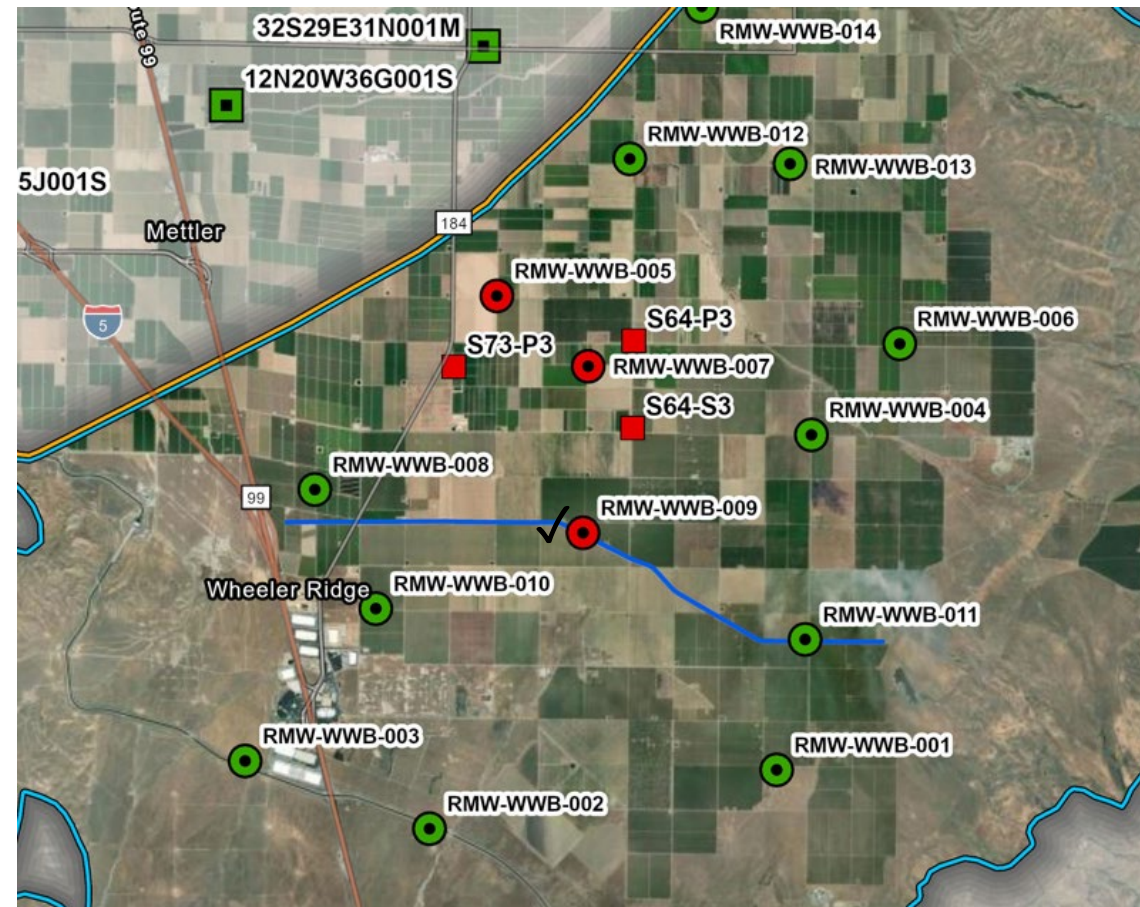 Route 99
32S29E31N001M
RMW-WWB-014
12N20W36G001S
RMW-WWB-012
RMW-WWB-013
5J001S
184
Mettler
RMW-WWB-005
5
S64-P3
RMW-WWB-006
S73-P3
RMW-WWB-007
S64-S3
RMW-WWB-004
RMW-WWB-008
99
RMW-WWB-009
Wheeler Ridge
RMW-WWB-010
RMW-WWB-011
RMW-WWB-003
RMW-WWB-001
RMW-WWB-002